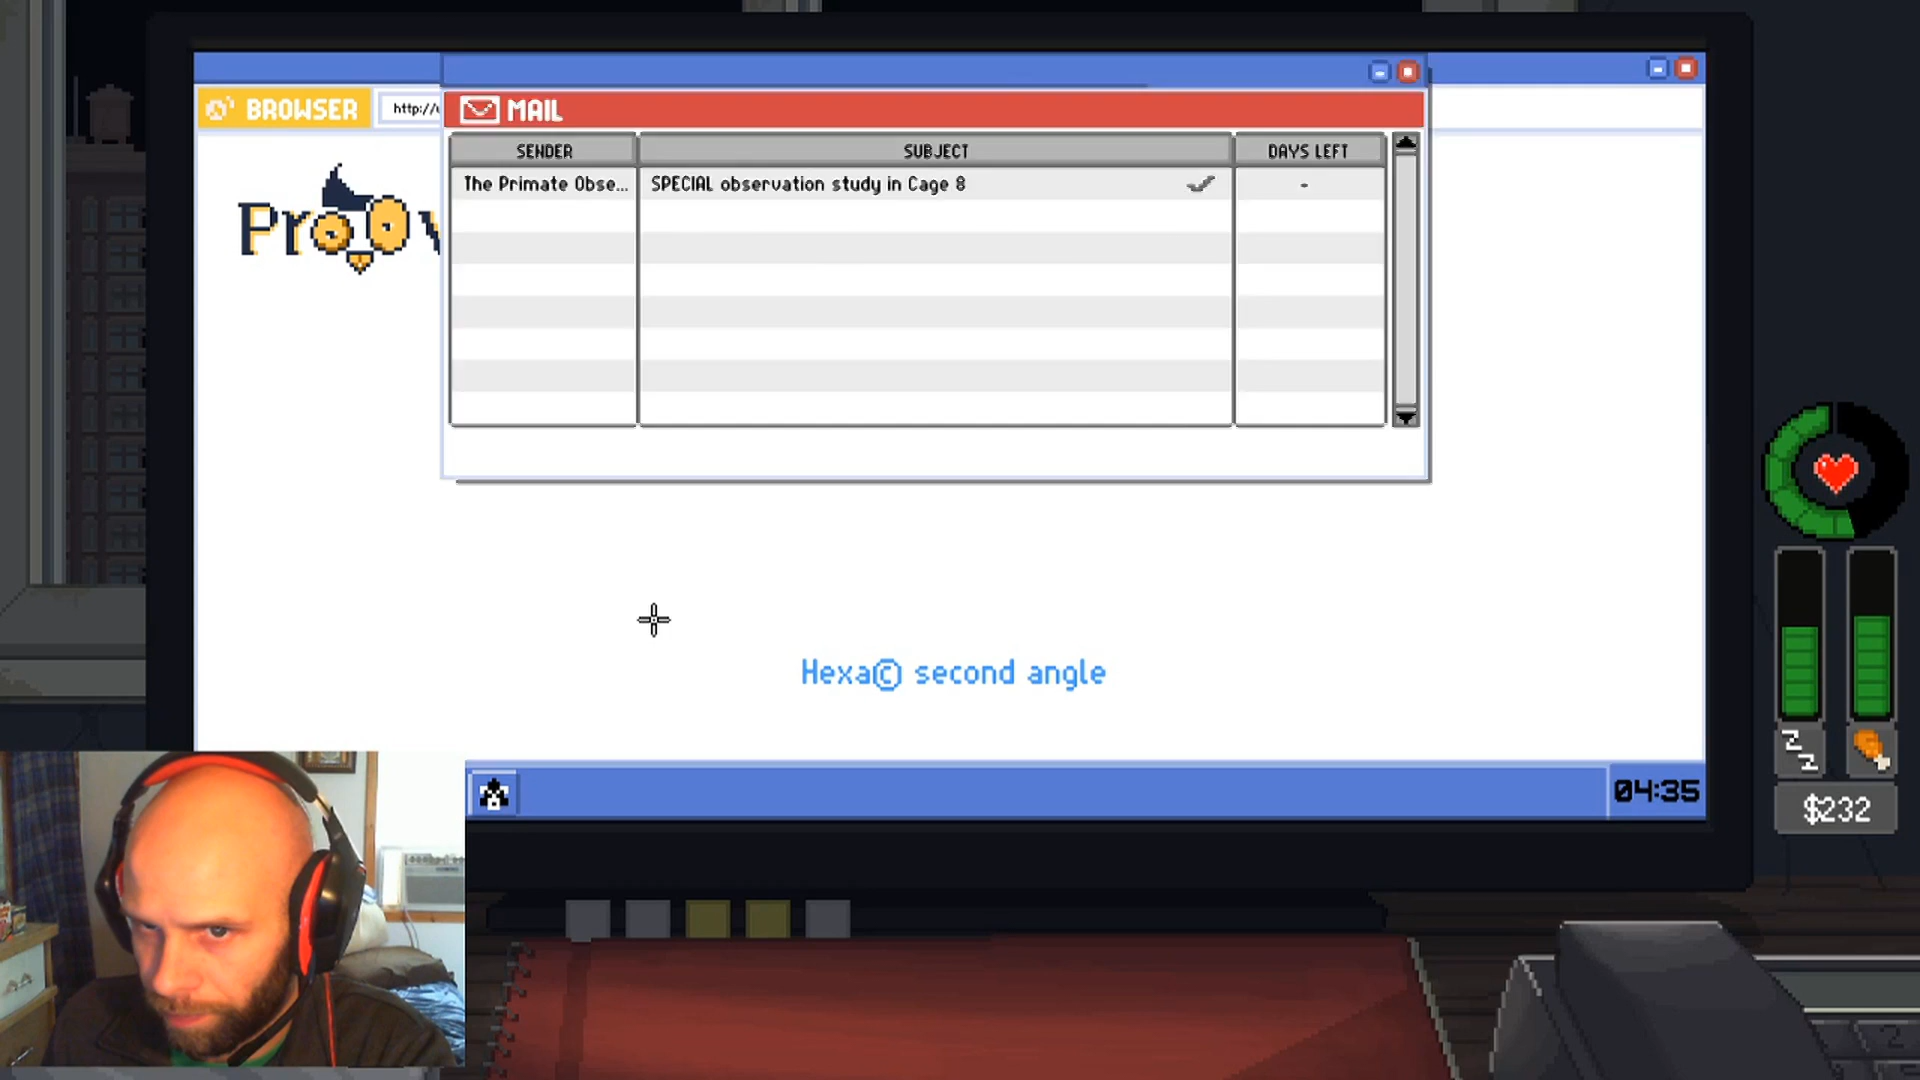 BROWSER
http://
MAIL
SENDER SUBJECT DAYS LEFT
The Primate Obse... SPECIAL observation study in Cage 8 -
Pro
Hexa© second angle
04:35
$232